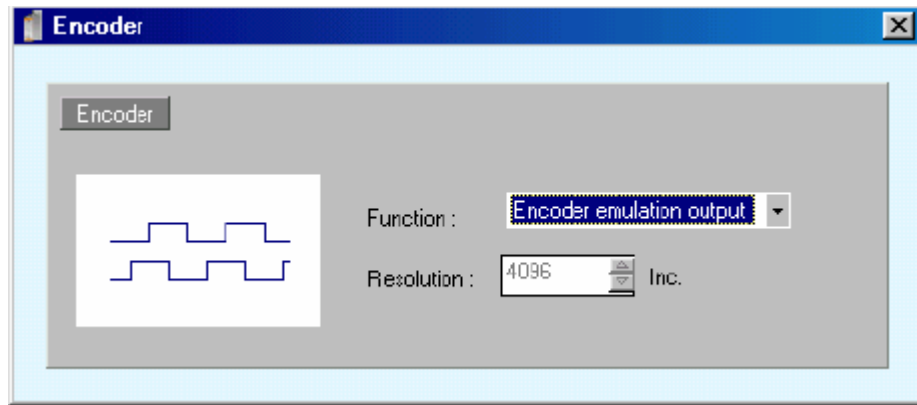 Encoder
Encoder
Function : Encoder emulation output
Resolution : 4096 Inc.